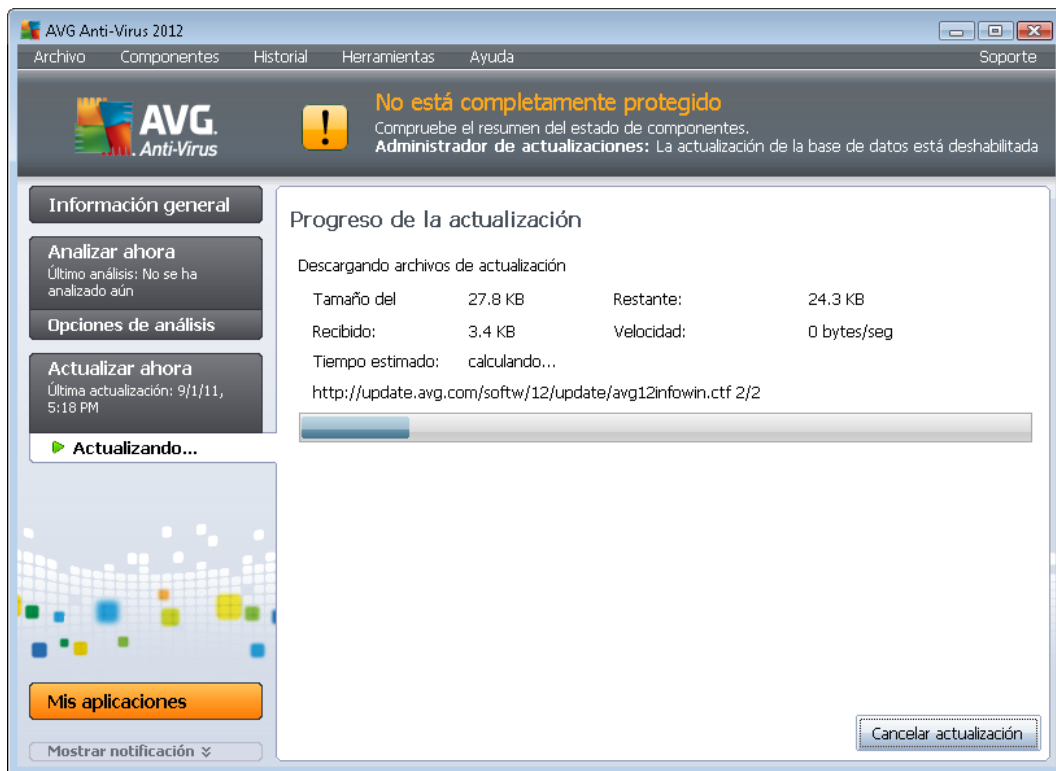 AVG Anti-Virus 2012
Archivo Componentes Historial Herramientas Ayuda Soporte
AVG.
Anti-Virus
No está completamente protegido
Compruebe el resumen del estado de componentes.
Administrador de actualizaciones: La actualización de la base de datos está deshabilitada
Información general
Analizar ahora
Último análisis: No se ha
analizado aún
Opciones de análisis
Actualizar ahora
Última actualización: 9/1/11,
5:18 PM
Actualizando...
Mis aplicaciones
Mostrar notificación
Progreso de la actualización
Descargando archivos de actualización
Tamaño del 27.8 KB Restante: 24.3 KB
Recibido: 3.4 KB Velocidad: 0 bytes/seg
Tiempo estimado: calculando...
http://update.avg.com/softw/12/update/avg12infowin.ctf 2/2
Cancelar actualización